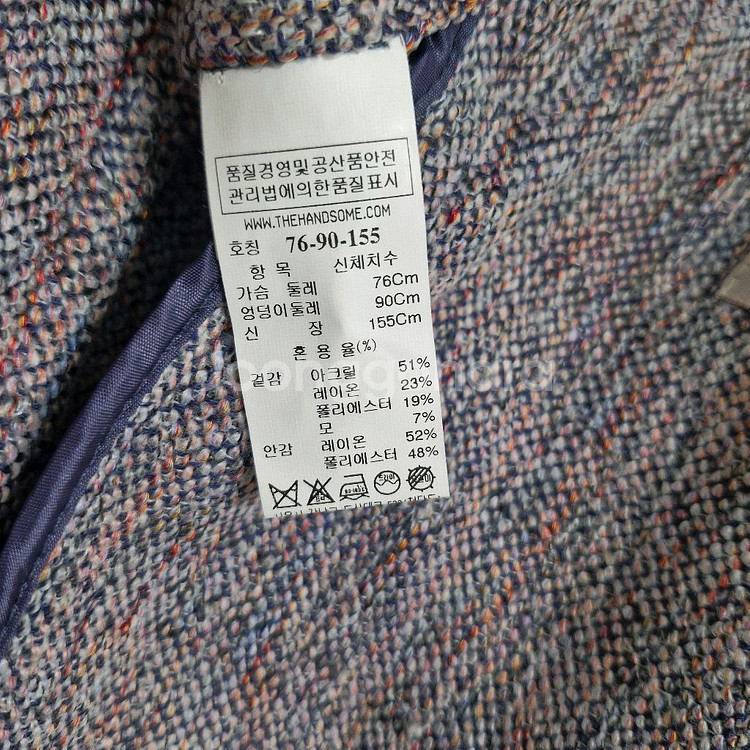 품질경영및공산품안전
관리법에의한품질표시
WWW.THEHANDSOME.COM
호칭 76-90-155
항 목 신체치수
가슴 둘레 76Cm
엉덩이둘레 90Cm
신 장 155Cm
혼 용 율(%)
겉감 아크릴 51%
레이온 23%
폴리에스터 19%
모 7%
안감 레이온 52%
폴리에스터 48%